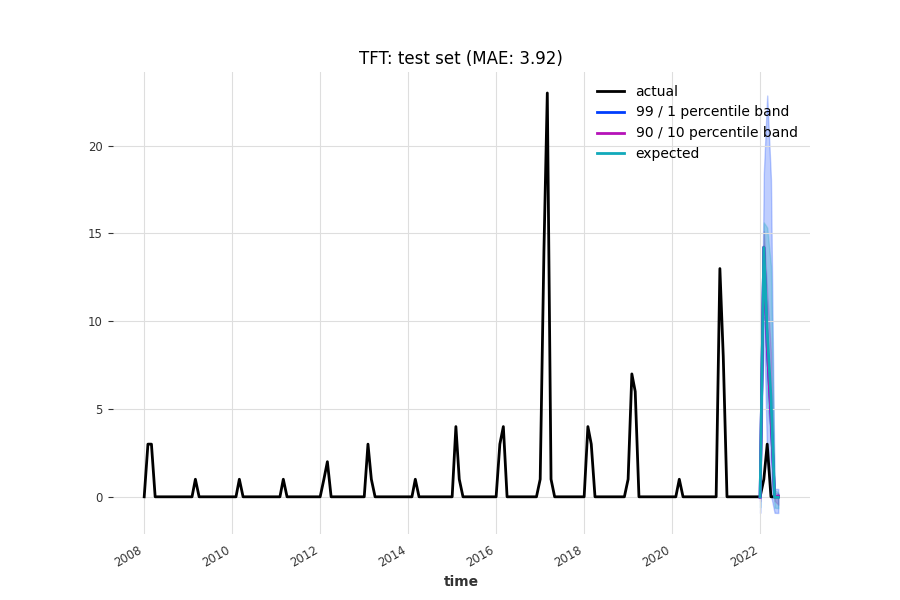 TFT: test set (MAE: 3.92)
actual
99 / 1 percentile band
90 / 10 percentile band
expected
20
15
10
5
0
2008
2010
2012
2014
2016
2018
2020
2022
time